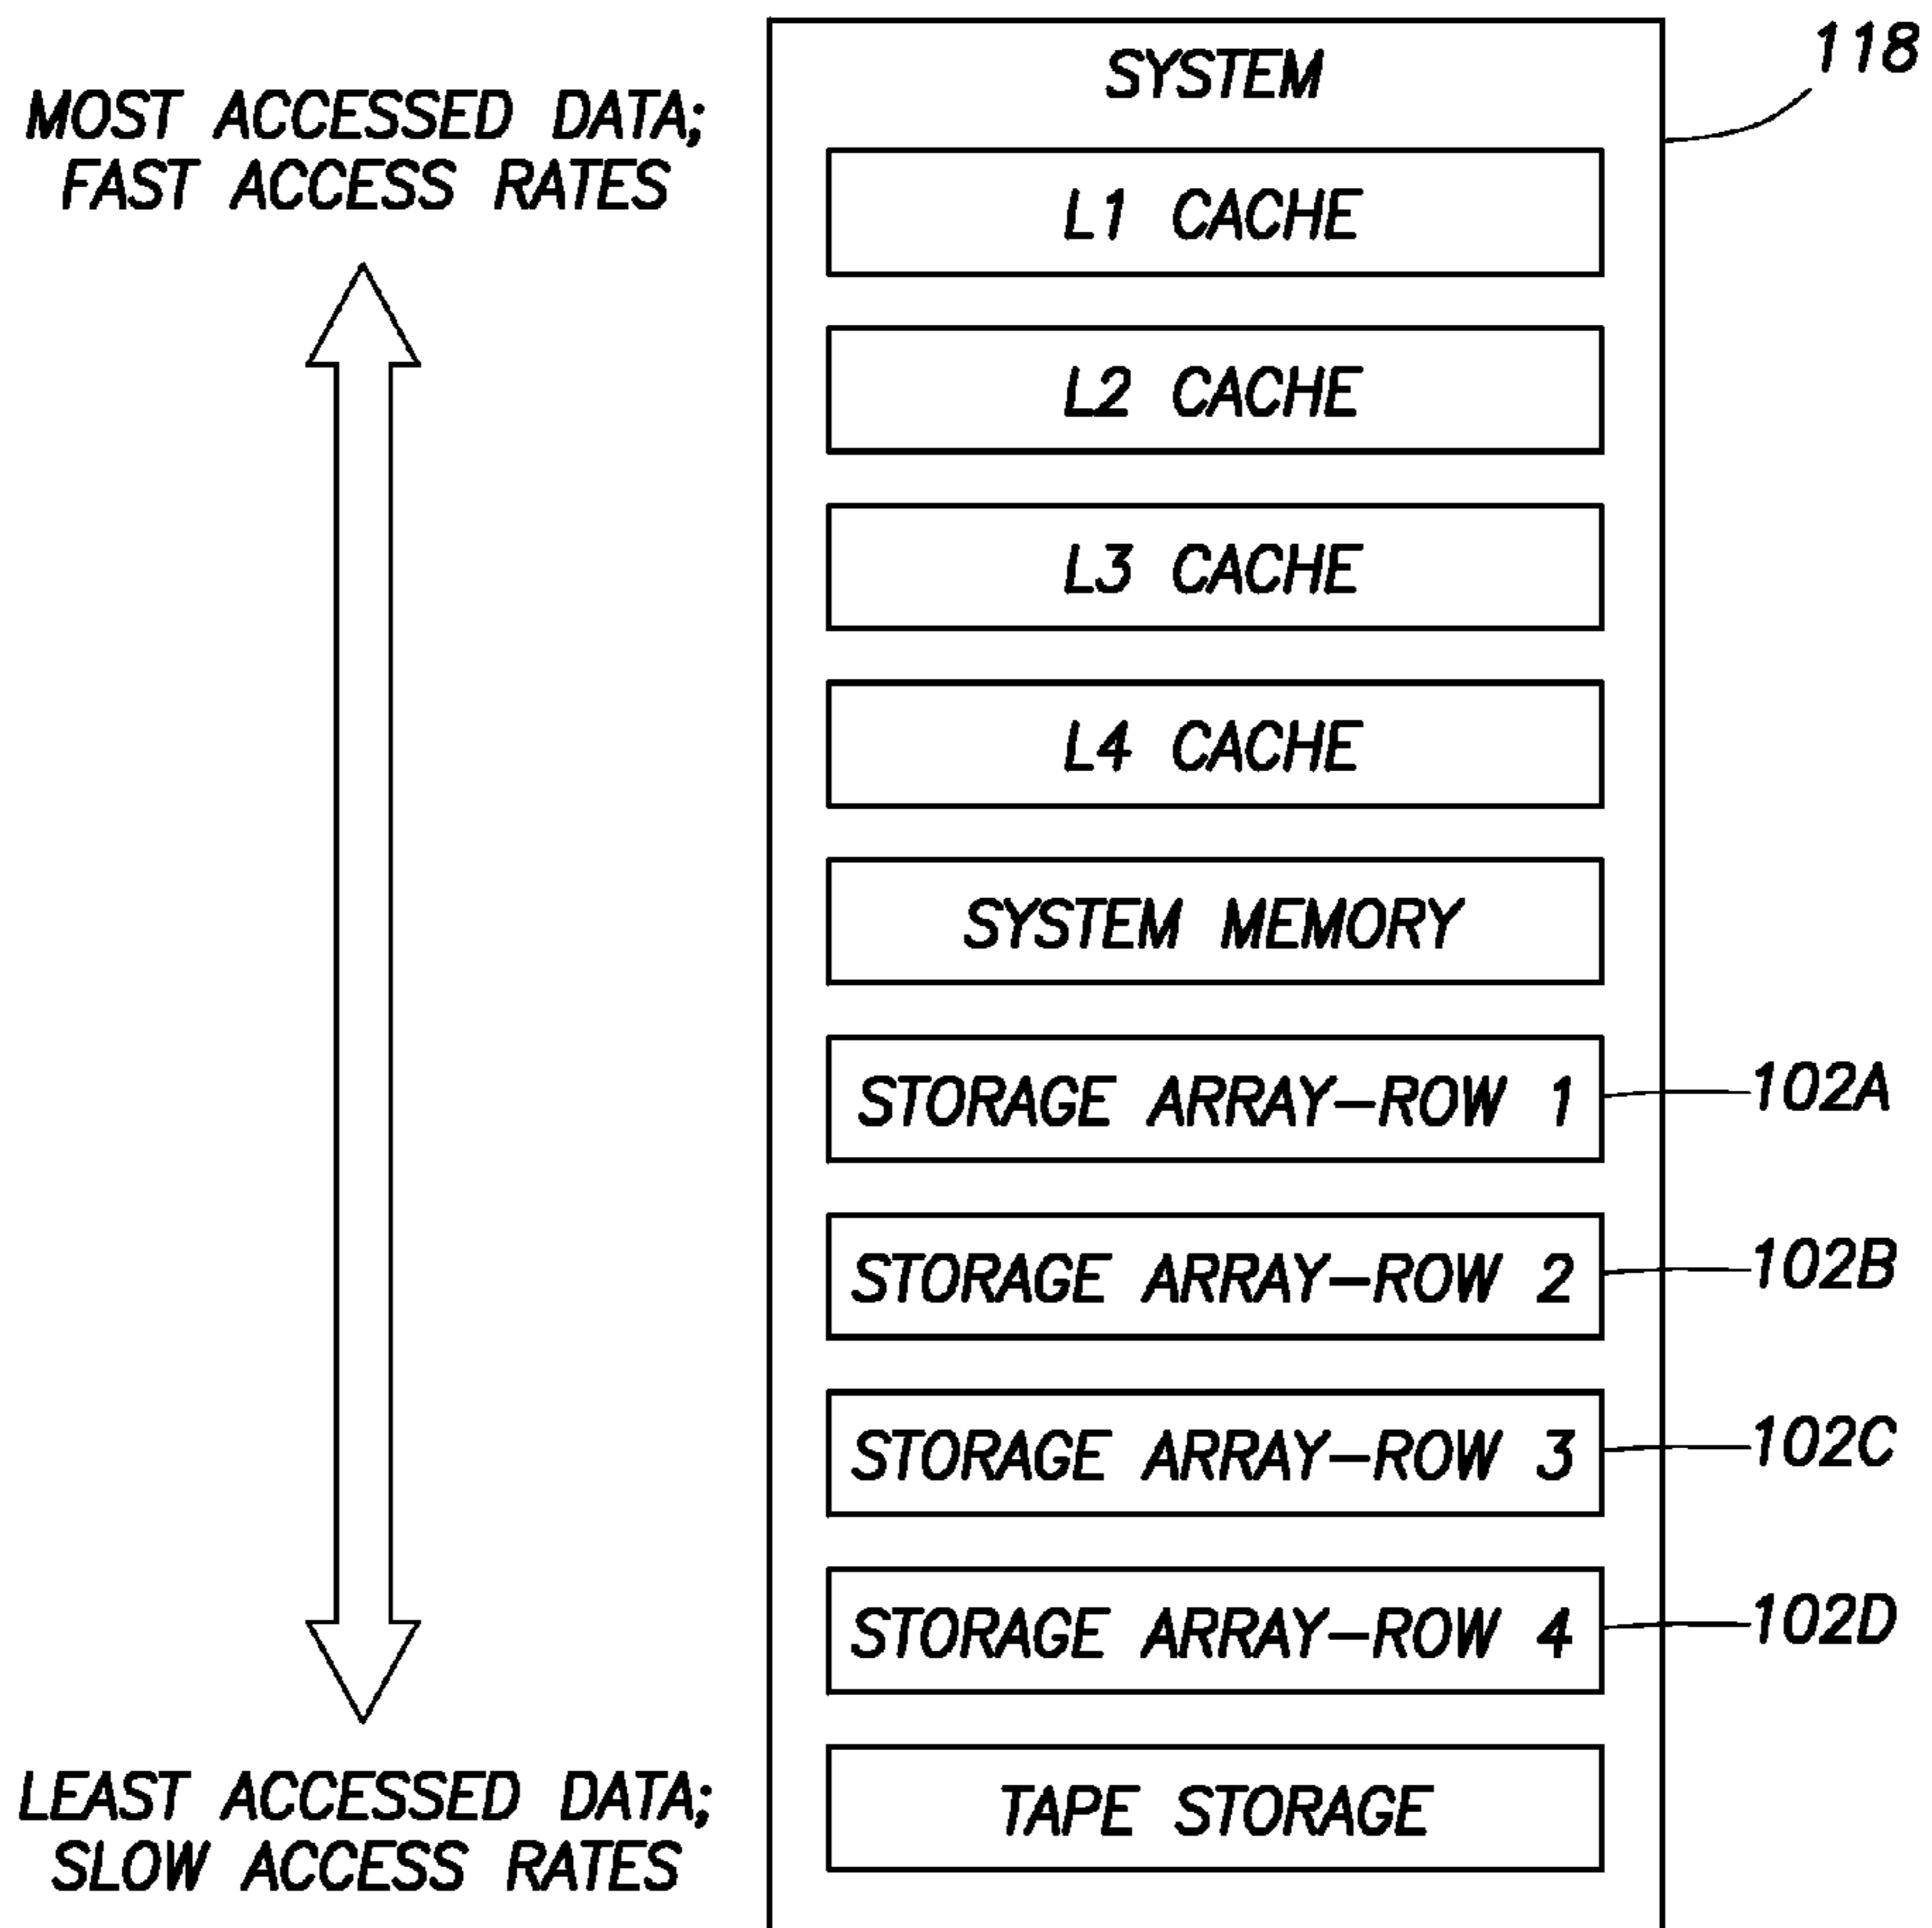 MOST ACCESSED DATA;
FAST ACCESS RATES
LEAST ACCESSED DATA;
SLOW ACCESS RATES
SYSTEM
118
L1 CACHE
L2 CACHE
L3 CACHE
L4 CACHE
SYSTEM MEMORY
STORAGE ARRAY-ROW 1
102A
STORAGE ARRAY-ROW 2
102B
STORAGE ARRAY-ROW 3
102C
STORAGE ARRAY-ROW 4
102D
TAPE STORAGE